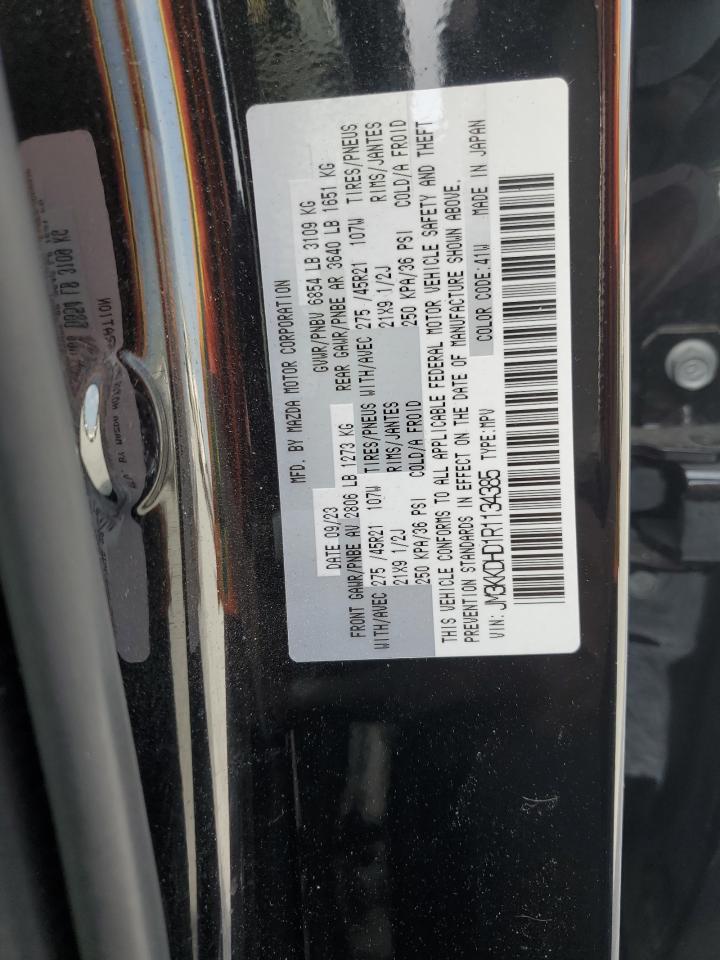 MFD. BY MAZDA MOTOR CORPORATION
DATE 09/23 GVWR/PNBV 6854 LB 3109 KG
FRONT GAWR/PNBE AV 2806 LB 1273 KG REAR GAWR/PNBE AR 3640 LB 1651 KG
WITH/AVEC 275 /45R21 107W TIRES/PNEUS WITH/AVEC 275 /45R21 107W TIRES/PNEUS
21X9 1/2J RIMS/JANTES 21X9 1/2J RIMS/JANTES
250 KPA/36 PSI COLD/A FROID 250 KPA/36 PSI COLD/A FROID
THIS VEHICLE CONFORMS TO ALL APPLICABLE FEDERAL MOTOR VEHICLE SAFETY AND THEFT
PREVENTION STANDARDS IN EFFECT ON THE DATE OF MANUFACTURE SHOWN ABOVE.
COLOR CODE:41W MADE IN JAPAN
VIN: JM3KKDHD1R1134385 TYPE:MPV